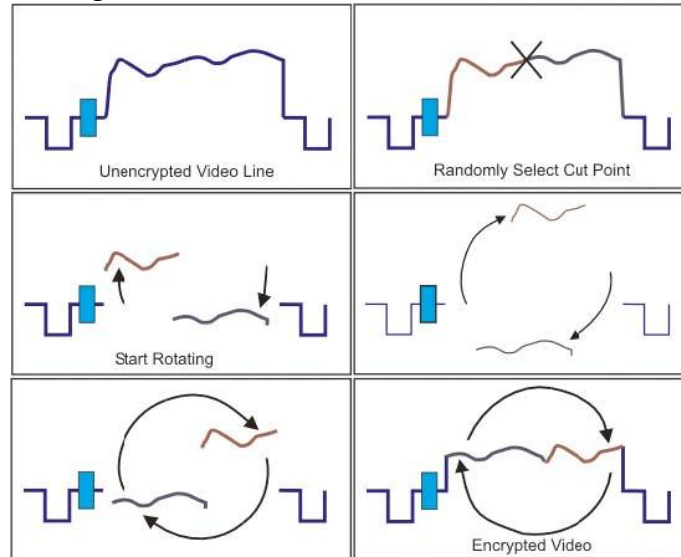 Unencrypted Video Line
Randomly Select Cut Point
Start Rotating
Encrypted Video